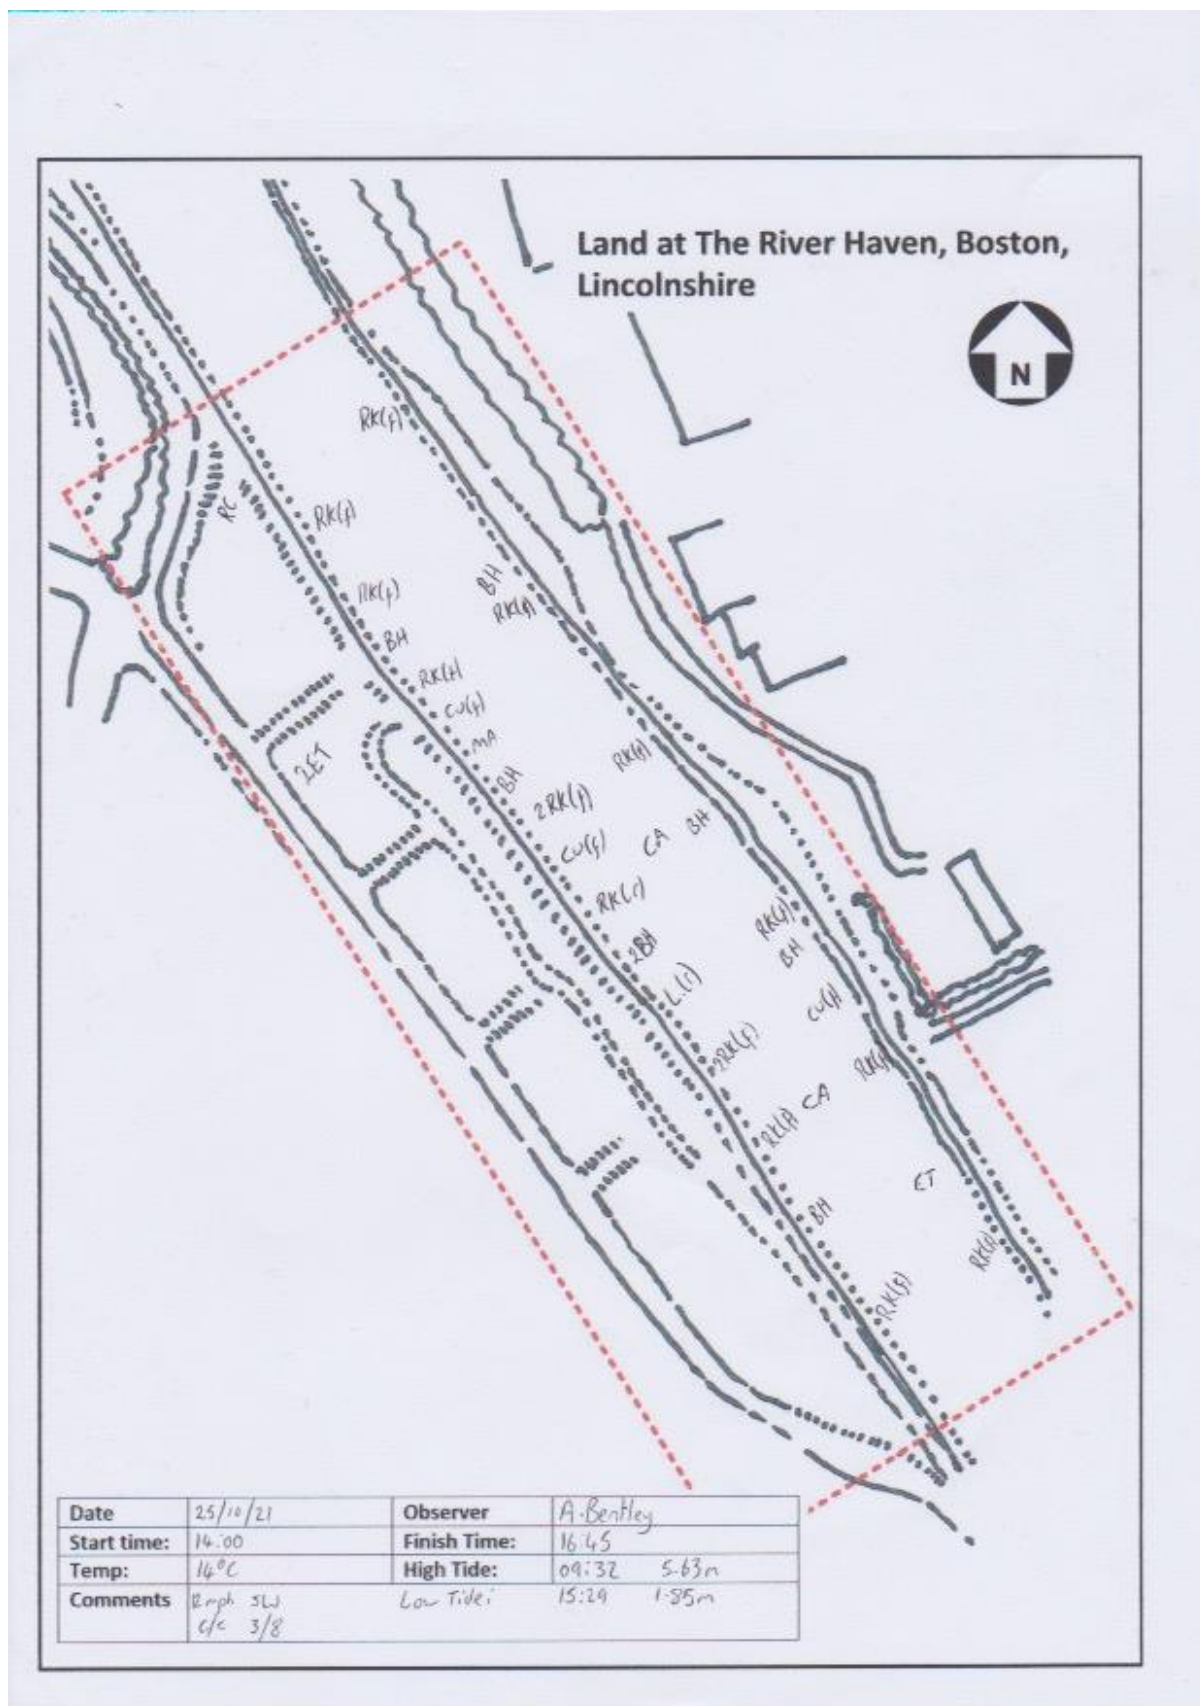 Land at The River Haven, Boston,
Lincolnshire
N
RK(f)
RK(f)
RC
BH
RK(f)
RK(f)
BH
RK(f)
CU(f)
MA
2ET
RK(f)
BH
2RK(f)
CA BH
CU(f)
RK(r)
RK(f)
2BH
BH
L.(r)
CU(f)
2RK(f)
RK(f)
RK(f) CA
ET
BH
RK(f)
RK(f)
Date 25/10/21 Observer A.Bentley
Start time: 14:00 Finish Time: 16:45
Temp: 14°C High Tide: 09:32 5.63m
Comments mph SW Low Tide: 15:29 1.85m
c/c 3/8